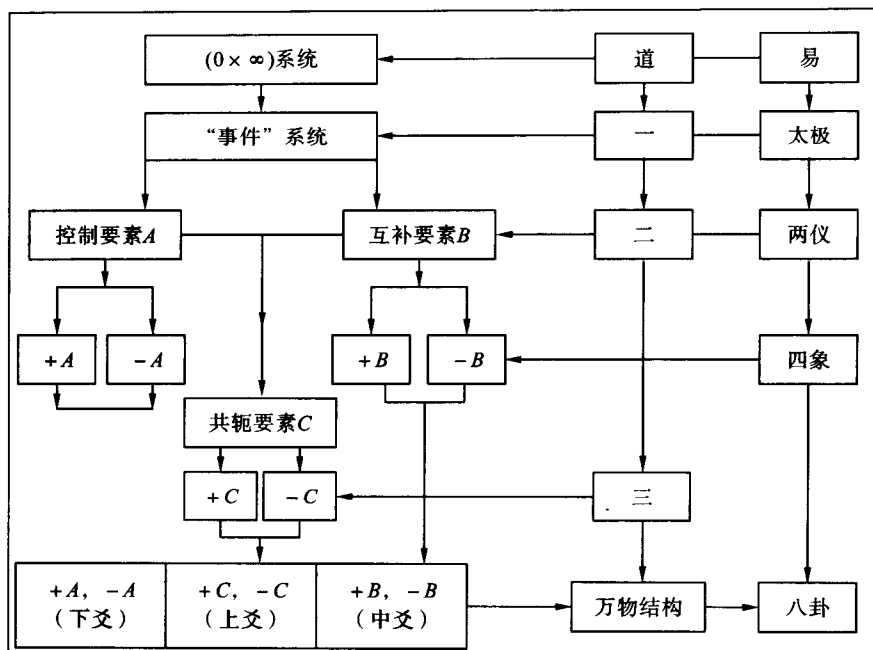 (0×∞)系统
道
易
“事件”系统
一
太极
控制要素A
互补要素B
二
两仪
+A
-A
+B
-B
四象
共轭要素C
+C
-C
三
+A, -A
(下爻)
+C, -C
(上爻)
+B, -B
(中爻)
万物结构
八卦